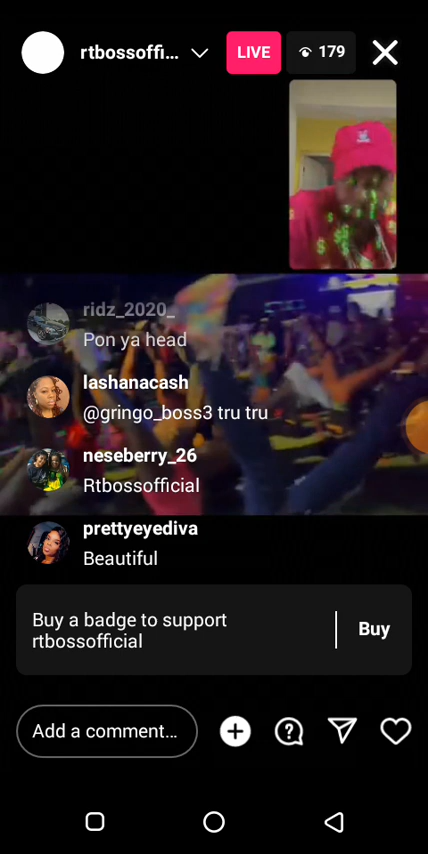 rtbossoffi...
LIVE
179
ridz_2020_
Pon ya head
lashanacash
@gringo_boss3 tru tru
neseberry_26
Rtbossofficial
prettyeyediva
Beautiful
Buy a badge to support
rtbossofficial
Buy
Add a comment...